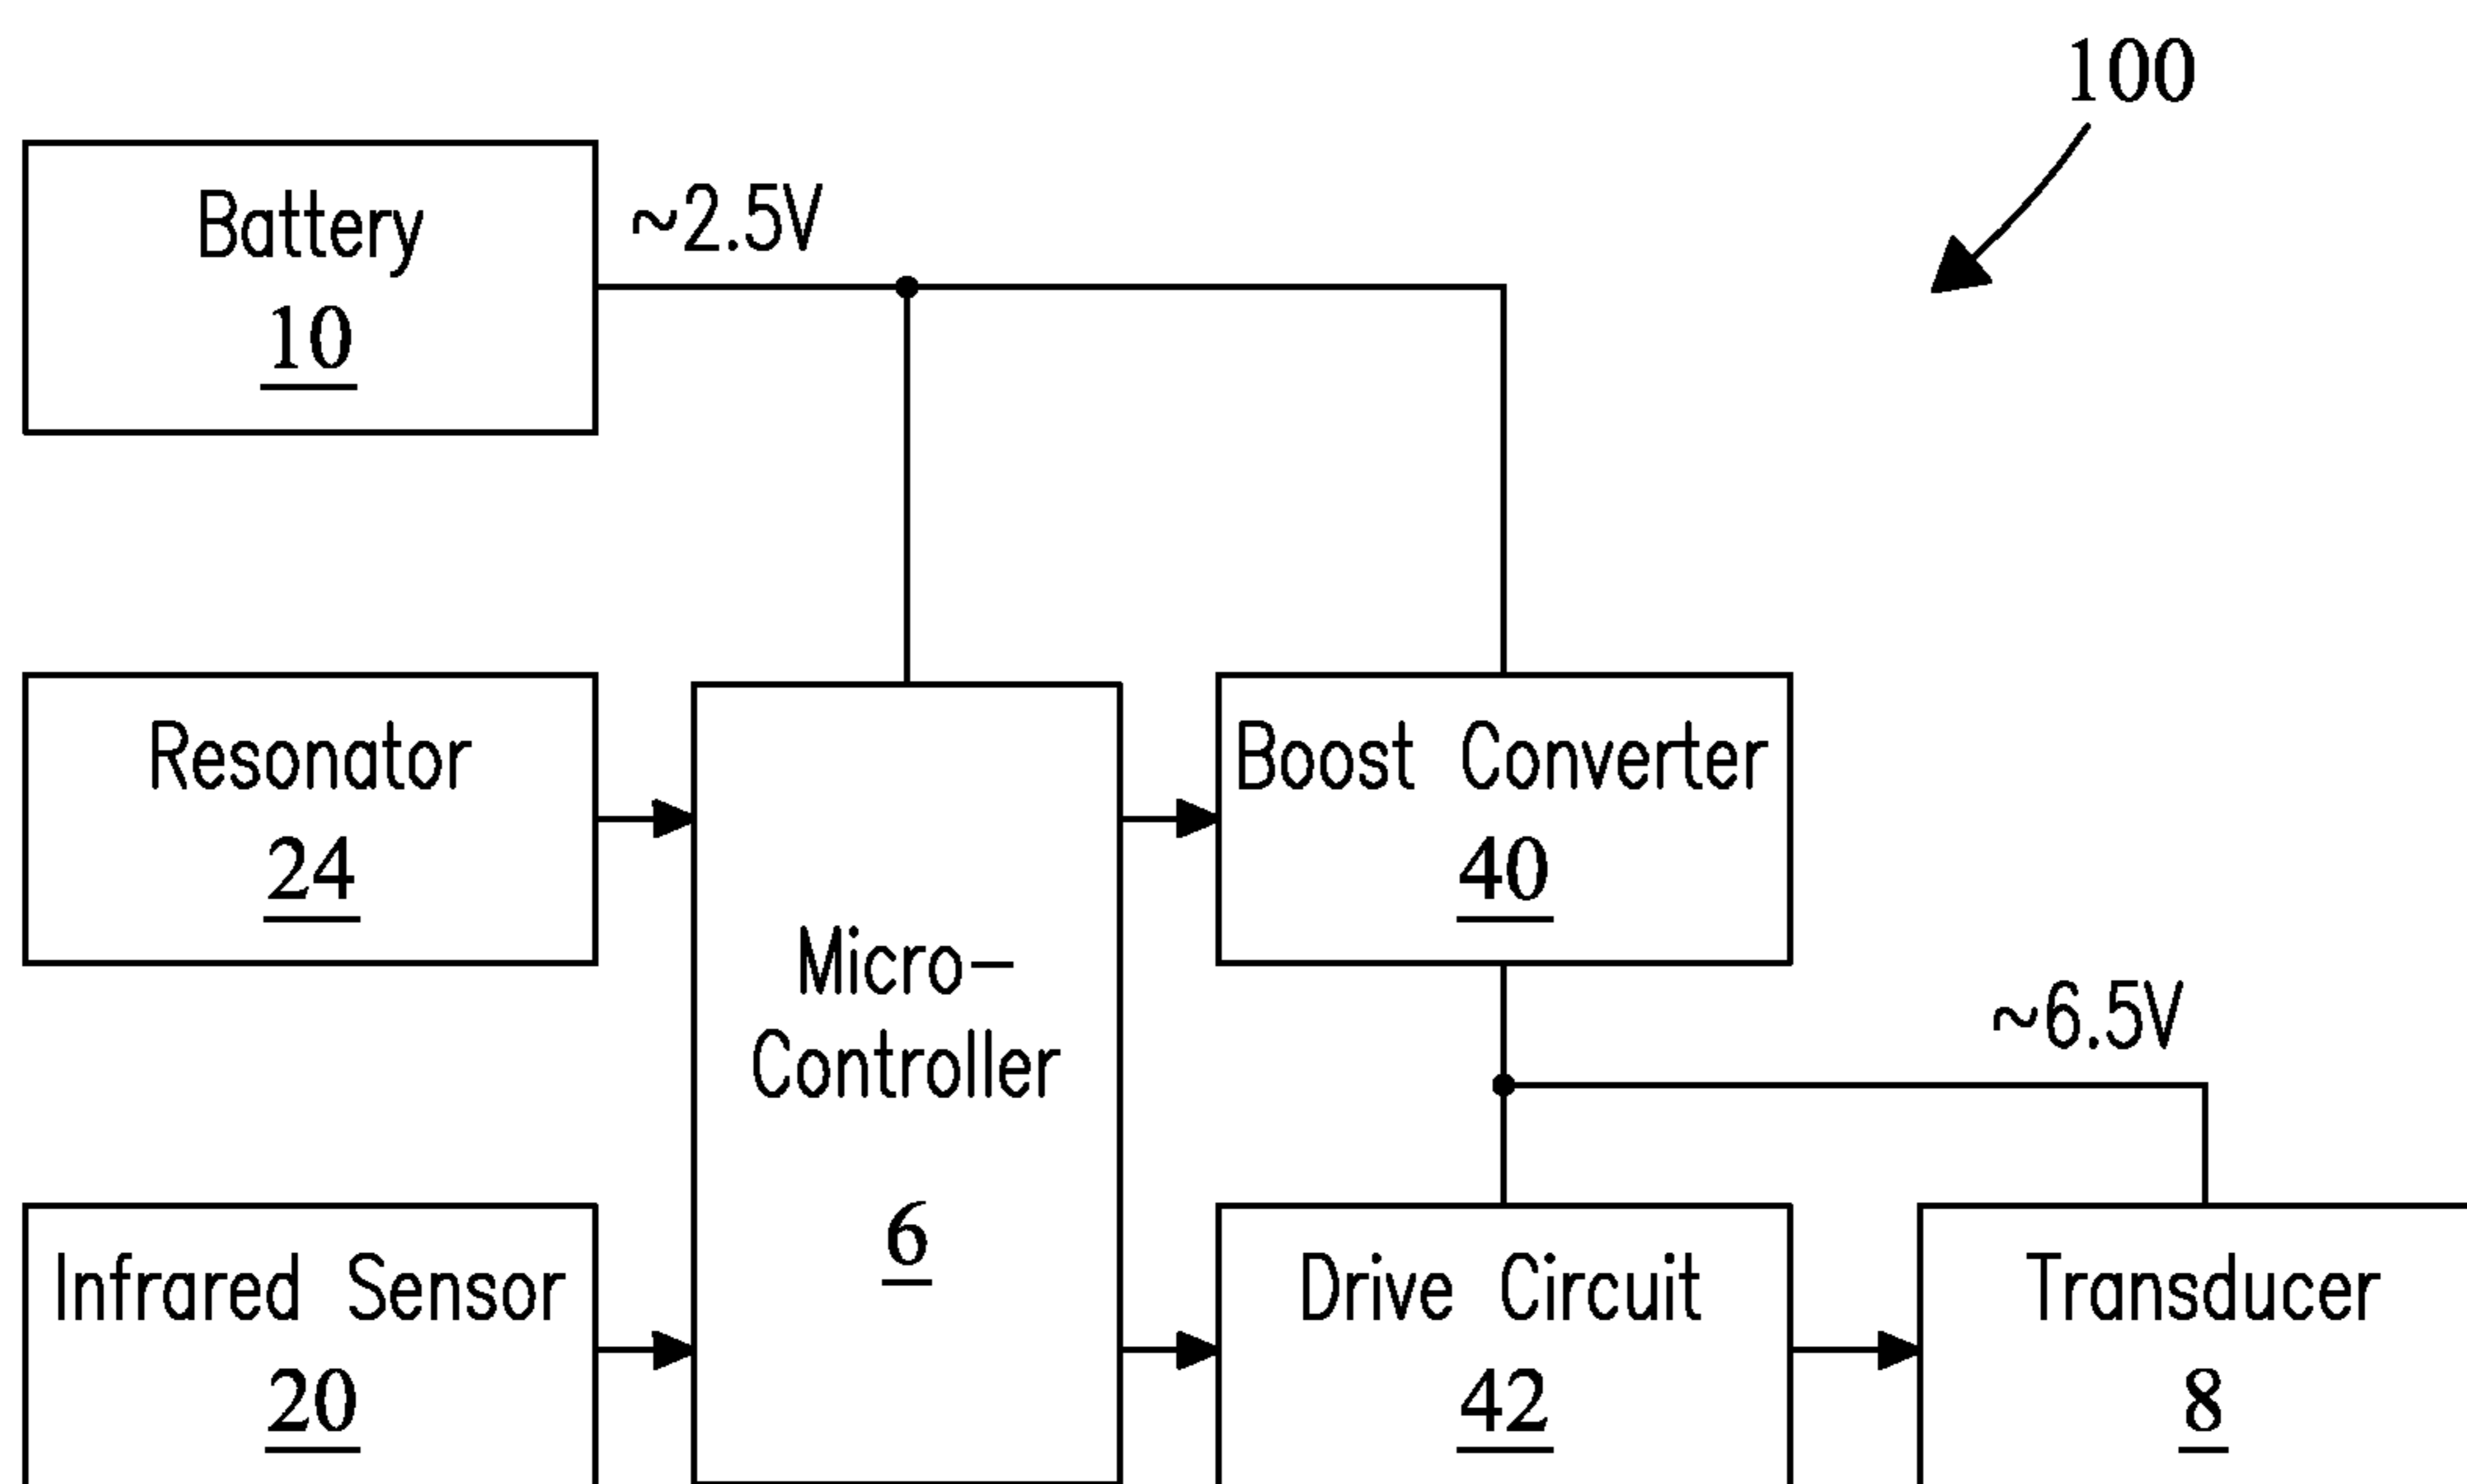 100
Battery
10
~2.5V
Resonator
24
Micro-
Controller
6
Boost Converter
40
~6.5V
Infrared Sensor
20
Drive Circuit
42
Transducer
8